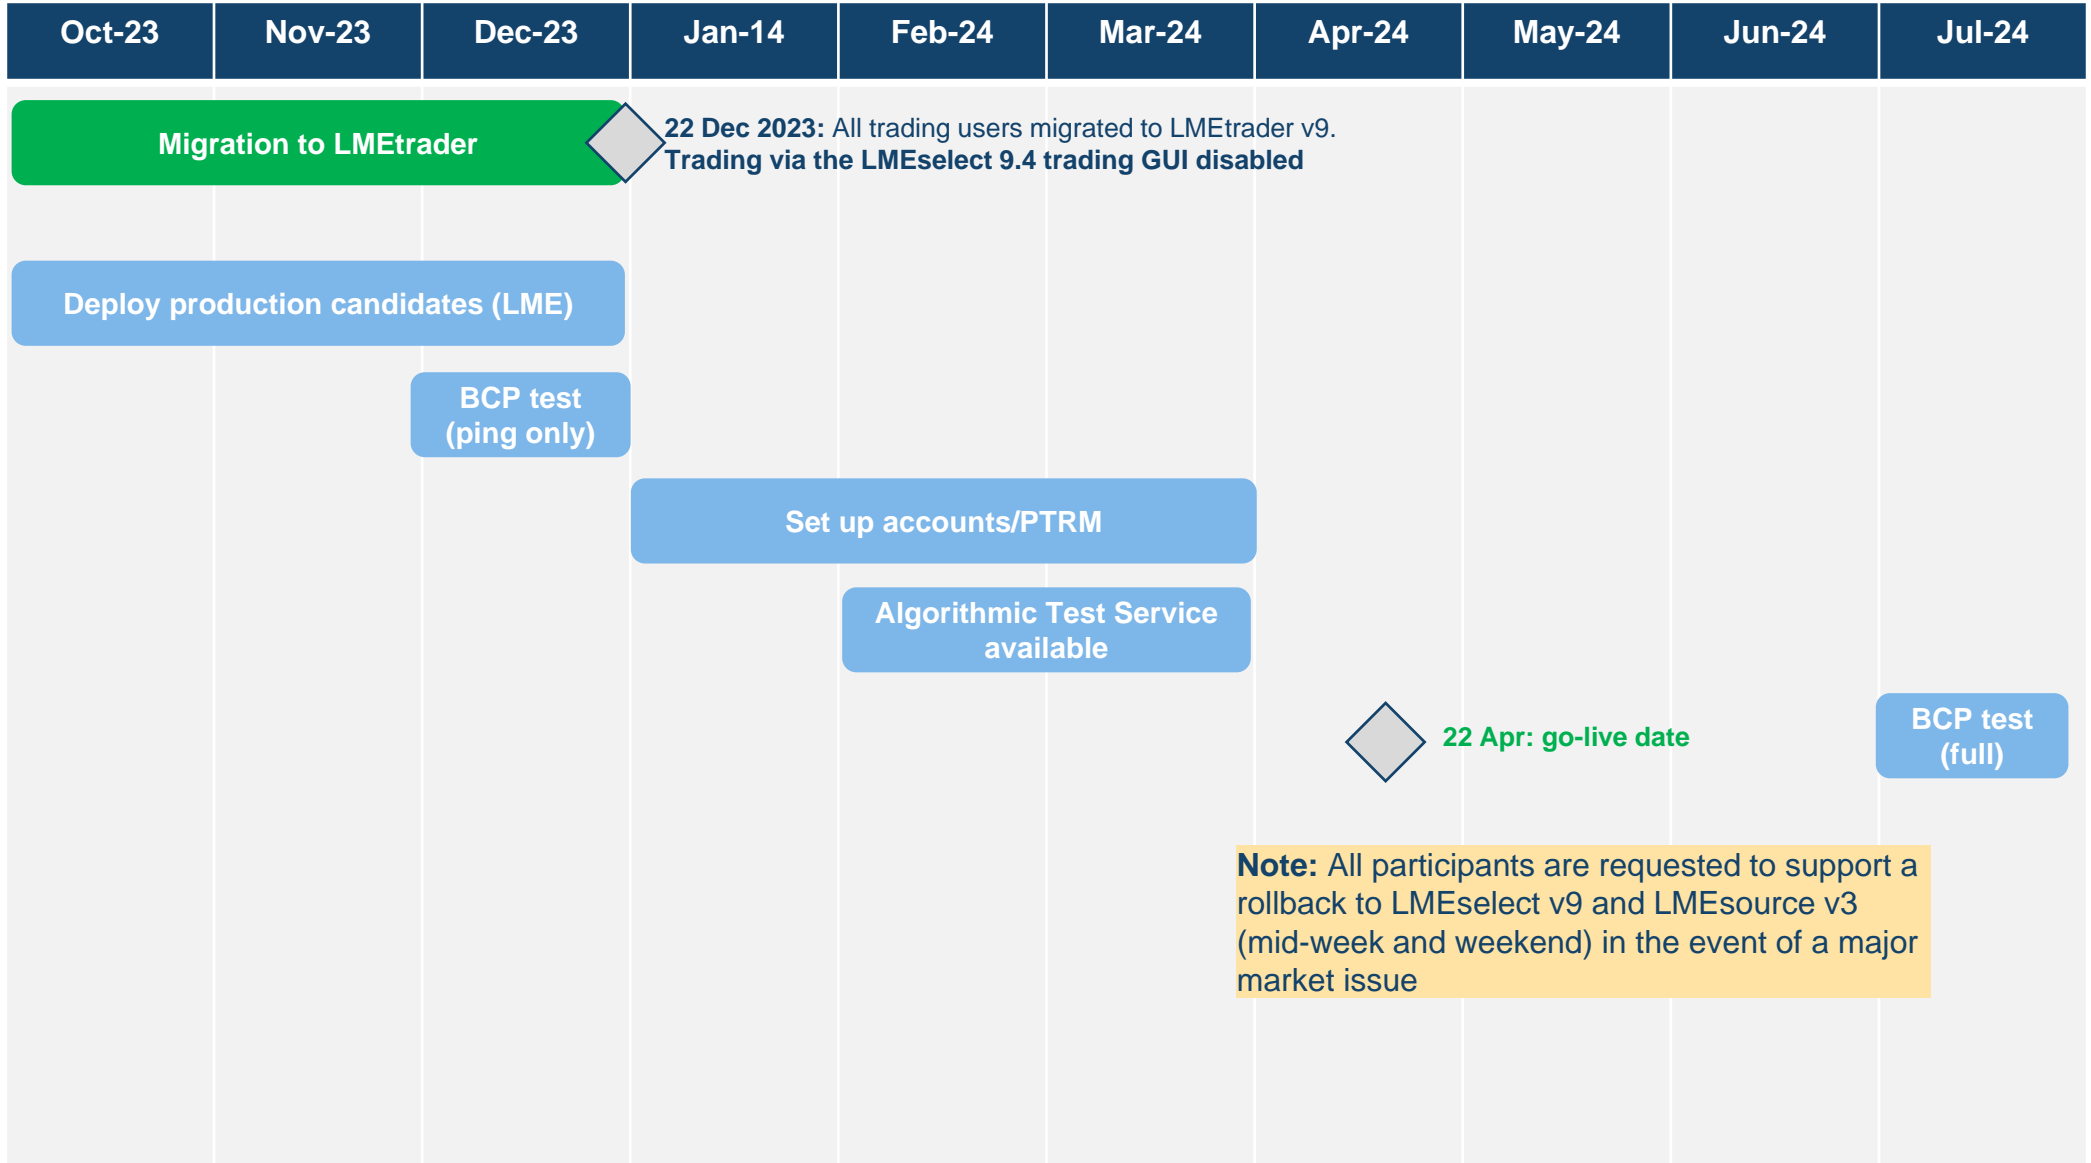 Oct-23 Nov-23 Dec-23 Jan-14 Feb-24 Mar-24 Apr-24 May-24 Jun-24 Jul-24
Migration to LMEtrader
22 Dec 2023: All trading users migrated to LMEtrader v9.
Trading via the LMEselect 9.4 trading GUI disabled
Deploy production candidates (LME)
BCP test
(ping only)
Set up accounts/PTRM
Algorithmic Test Service
available
22 Apr: go-live date
BCP test
(full)
Note: All participants are requested to support a
rollback to LMEselect v9 and LMEsource v3
(mid-week and weekend) in the event of a major
market issue